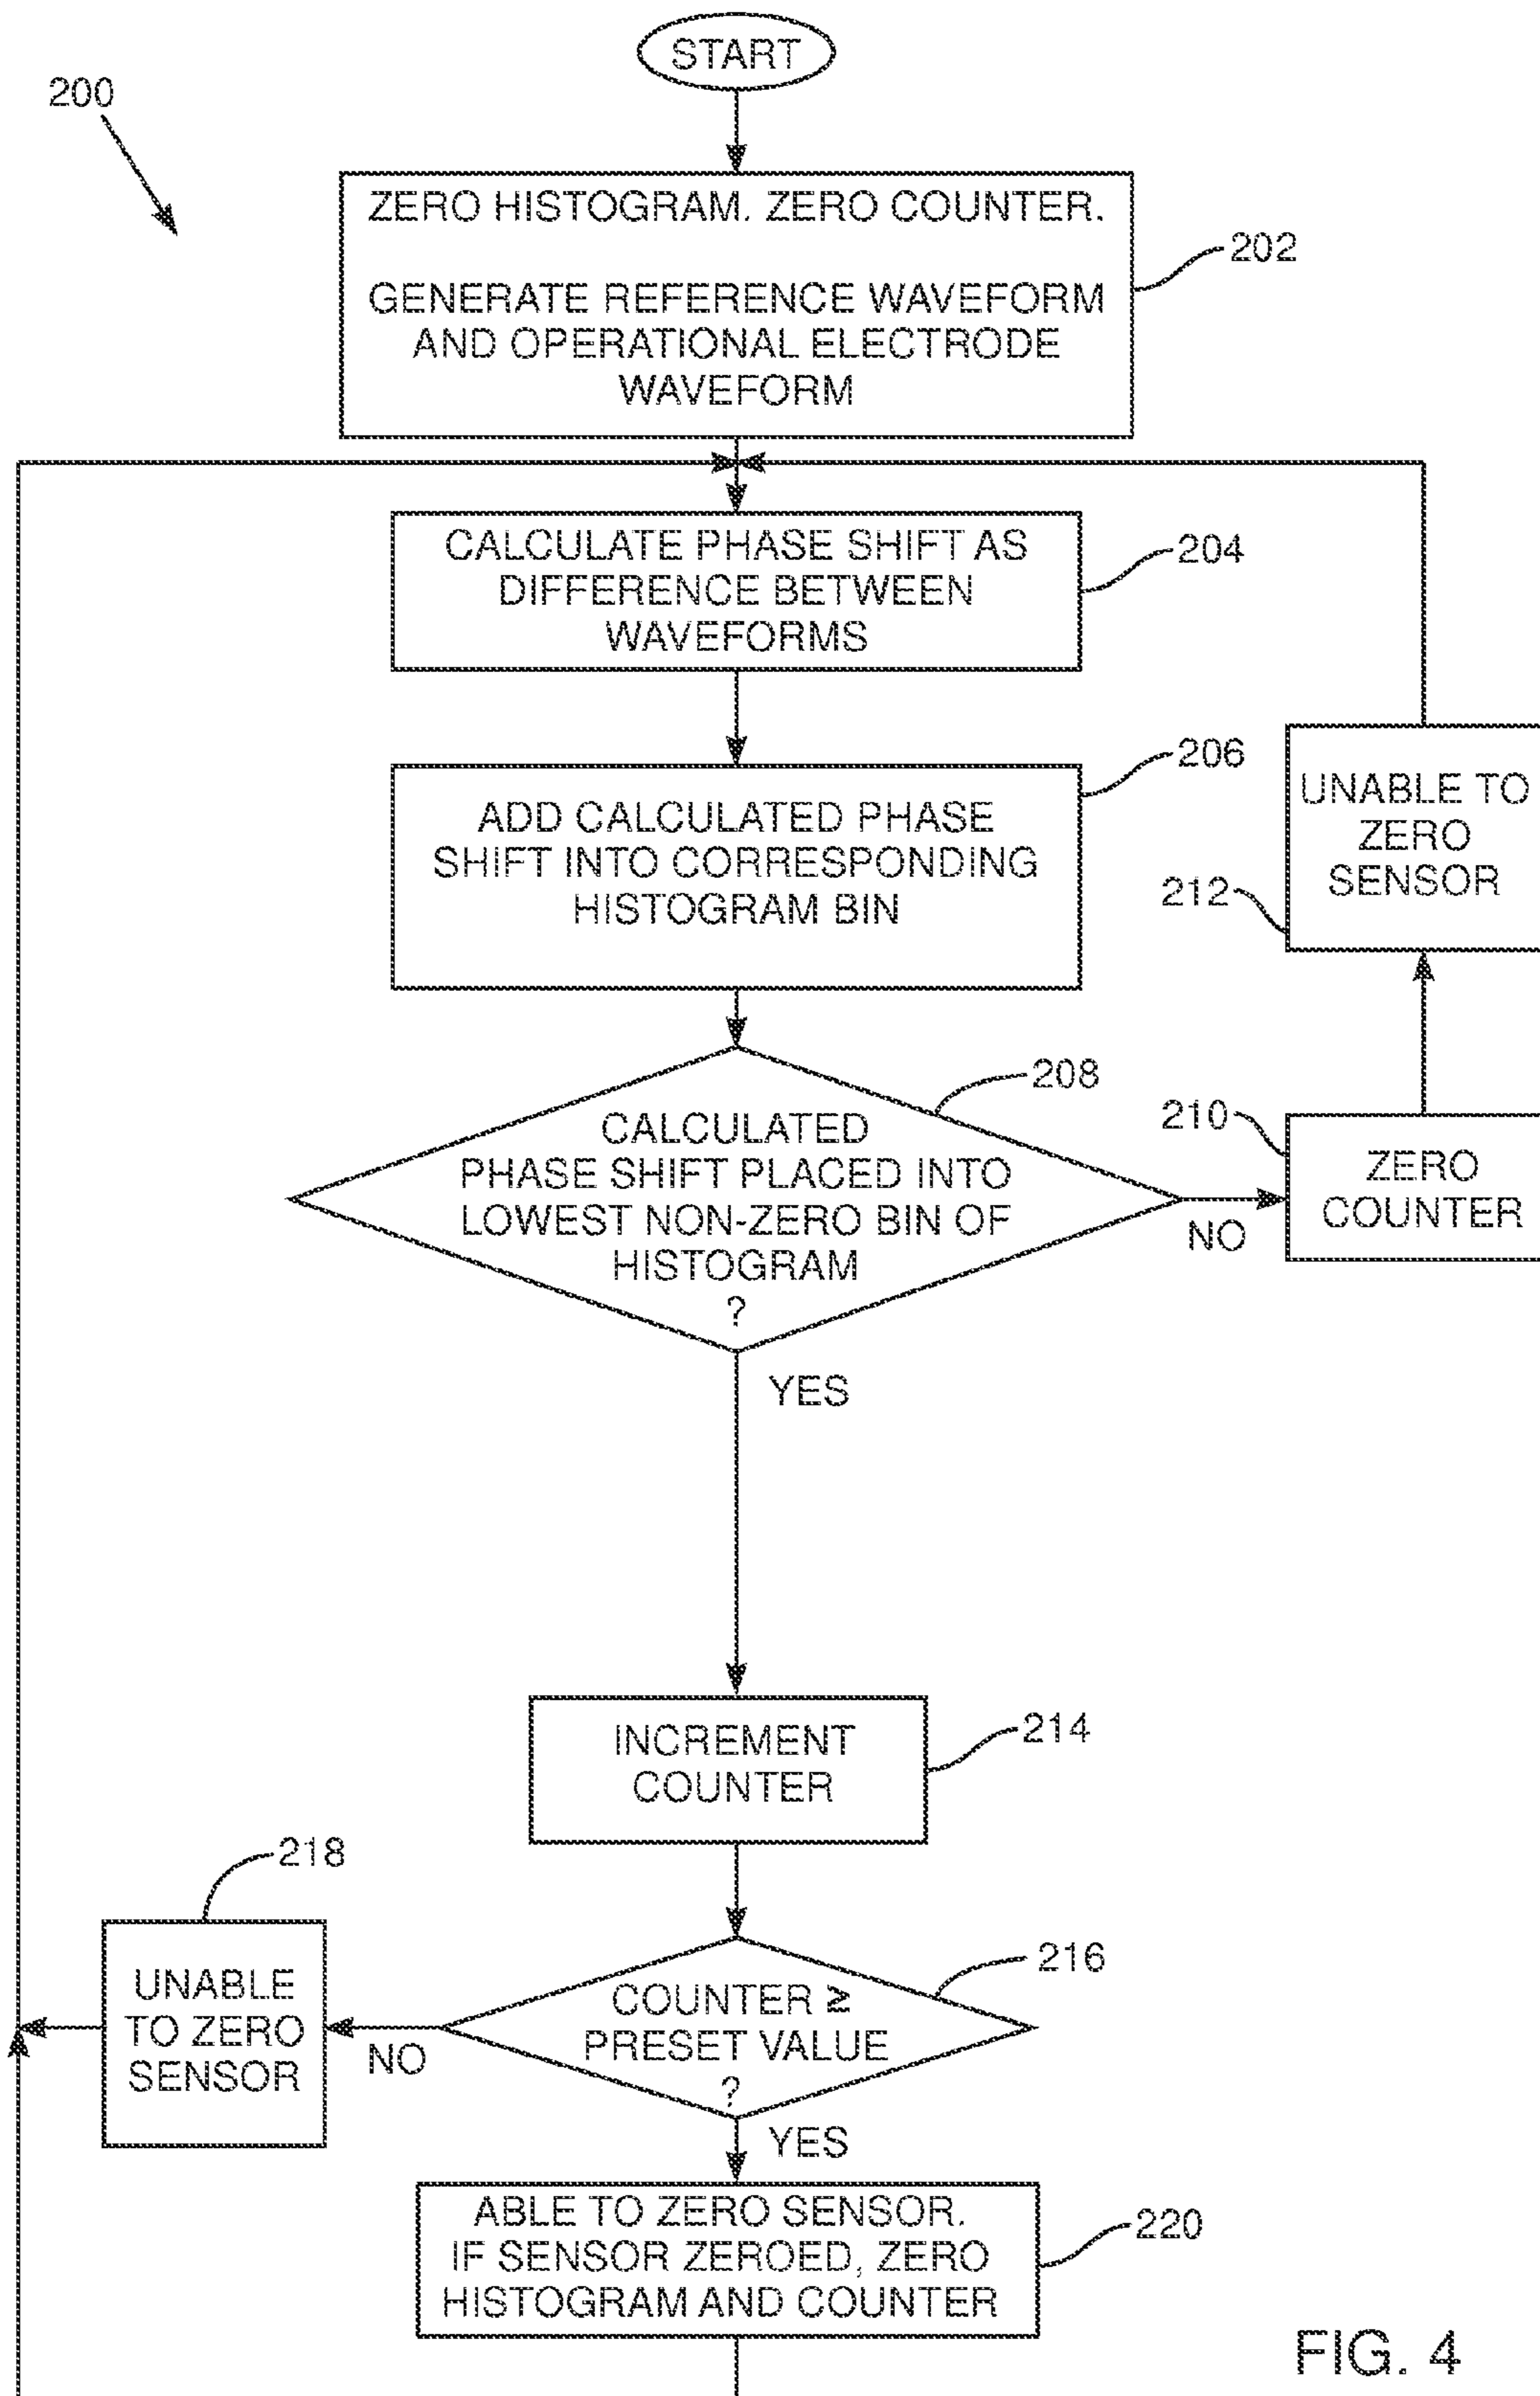 START
200
ZERO HISTOGRAM. ZERO COUNTER.
GENERATE REFERENCE WAVEFORM
AND OPERATIONAL ELECTRODE
WAVEFORM
202
CALCULATE PHASE SHIFT AS
DIFFERENCE BETWEEN
WAVEFORMS
204
ADD CALCULATED PHASE
SHIFT INTO CORRESPONDING
HISTOGRAM BIN
206
UNABLE TO
ZERO
SENSOR
212
CALCULATED
PHASE SHIFT PLACED INTO
LOWEST NON-ZERO BIN OF
HISTOGRAM
?
208
NO
210
ZERO
COUNTER
YES
INCREMENT
COUNTER
214
COUNTER ≥
PRESET VALUE
?
216
NO
218
UNABLE
TO ZERO
SENSOR
YES
ABLE TO ZERO SENSOR.
IF SENSOR ZEROED, ZERO
HISTOGRAM AND COUNTER
220
FIG. 4